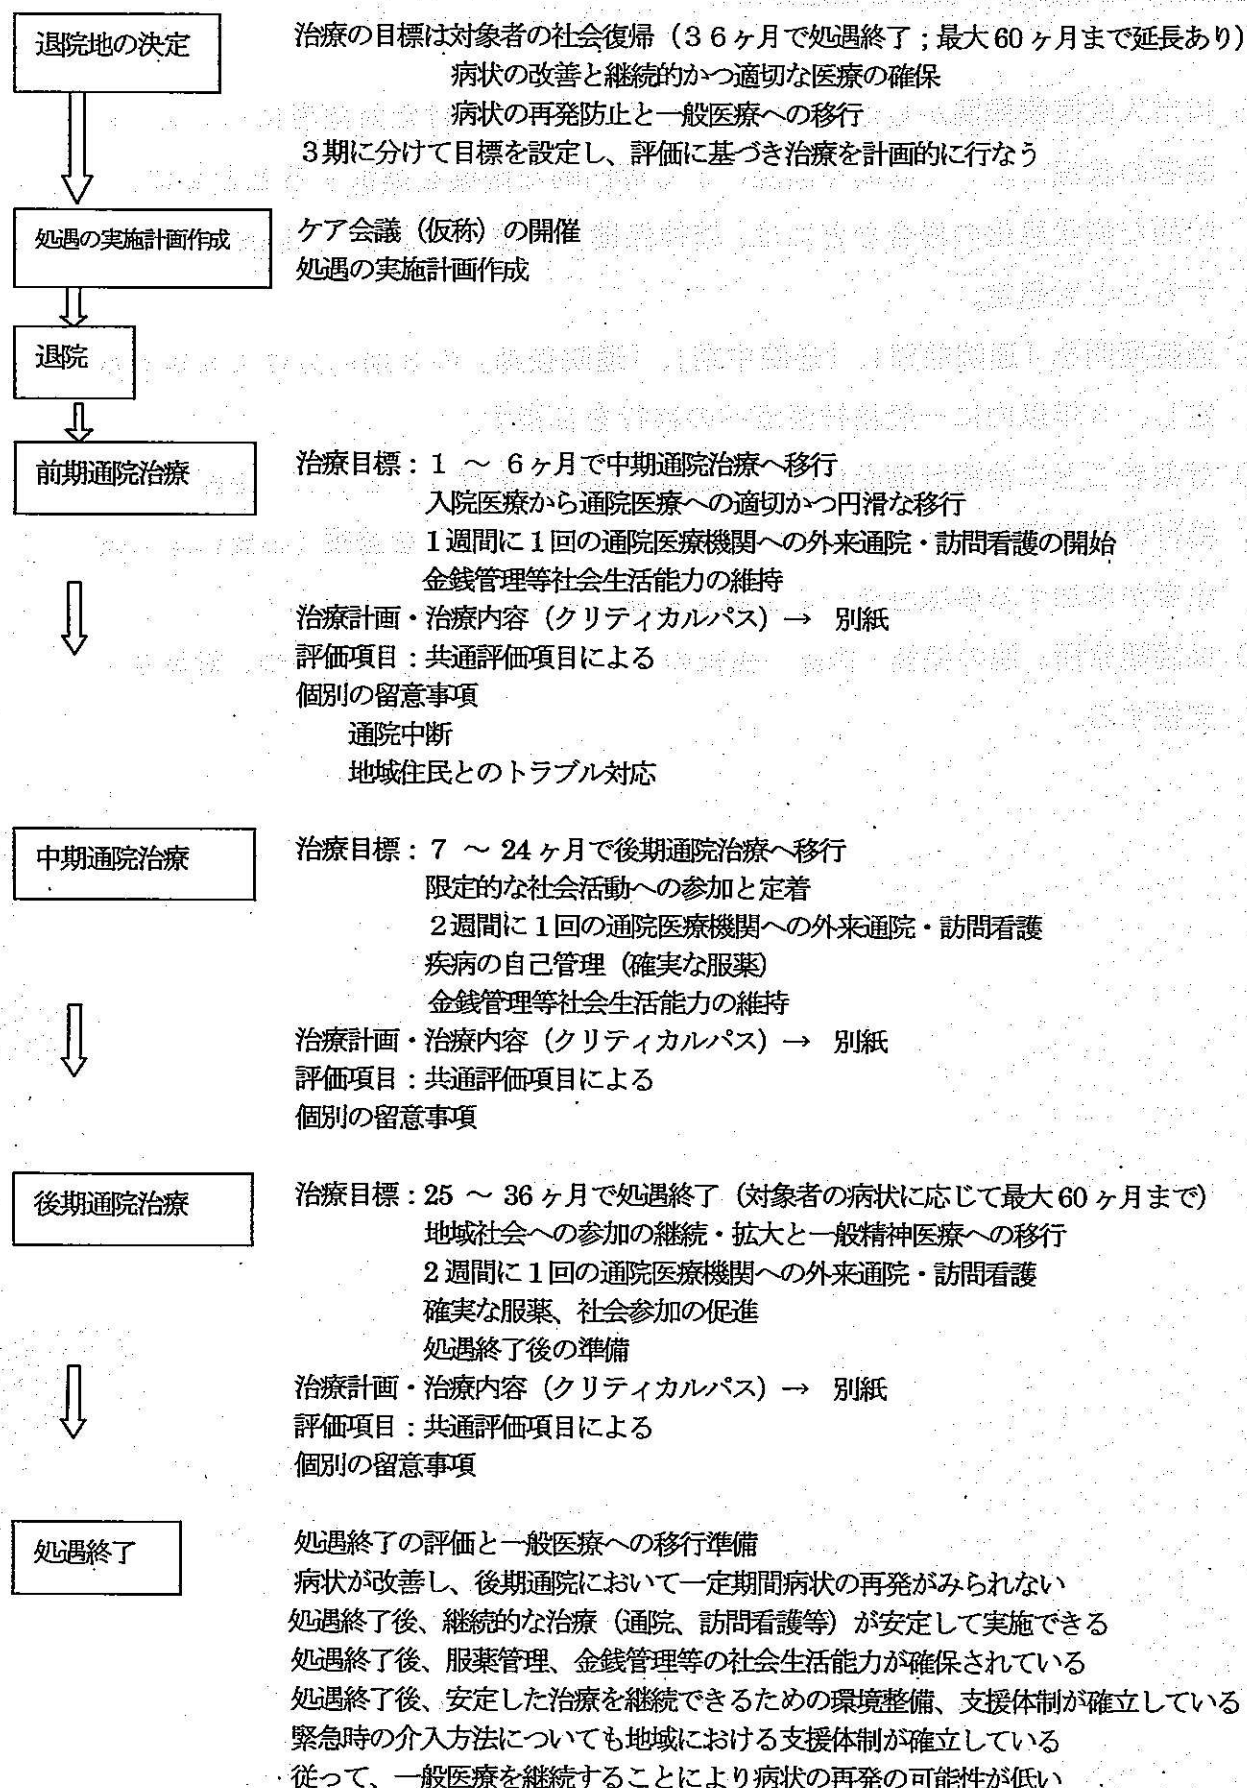 退院地の決定
治療の目標は対象者の社会復帰（36ヶ月で処遇終了；最大60ヶ月まで延長あり）
病状の改善と継続的かつ適切な医療の確保
病状の再発防止と一般医療への移行
3期に分けて目標を設定し、評価に基づき治療を計画的に行なう
処遇の実施計画作成
ケア会議（仮称）の開催
処遇の実施計画作成
退院
前期通院治療
治療目標：1 ～ 6ヶ月で中期通院治療へ移行
入院医療から通院医療への適切かつ円滑な移行
1週間に1回の通院医療機関への外来通院・訪問看護の開始
金銭管理等社会生活能力の維持
治療計画・治療内容（クリティカルパス）→ 別紙
評価項目：共通評価項目による
個別の留意事項
通院中断
地域住民とのトラブル対応
中期通院治療
治療目標：7 ～ 24ヶ月で後期通院治療へ移行
限定的な社会活動への参加と定着
2週間に1回の通院医療機関への外来通院・訪問看護
疾病の自己管理（確実な服薬）
金銭管理等社会生活能力の維持
治療計画・治療内容（クリティカルパス）→ 別紙
評価項目：共通評価項目による
個別の留意事項
後期通院治療
治療目標：25 ～ 36ヶ月で処遇終了（対象者の病状に応じて最大60ヶ月まで）
地域社会への参加の継続・拡大と一般精神医療への移行
2週間に1回の通院医療機関への外来通院・訪問看護
確実な服薬、社会参加の促進
処遇終了後の準備
治療計画・治療内容（クリティカルパス）→ 別紙
評価項目：共通評価項目による
個別の留意事項
処遇終了
処遇終了の評価と一般医療への移行準備
病状が改善し、後期通院において一定期間病状の再発がみられない
処遇終了後、継続的な治療（通院、訪問看護等）が安定して実施できる
処遇終了後、服薬管理、金銭管理等の社会生活能力が確保されている
処遇終了後、安定した治療を継続できるための環境整備、支援体制が確立している
緊急時の介入方法についても地域における支援体制が確立している
従って、一般医療を継続することにより病状の再発の可能性が低い